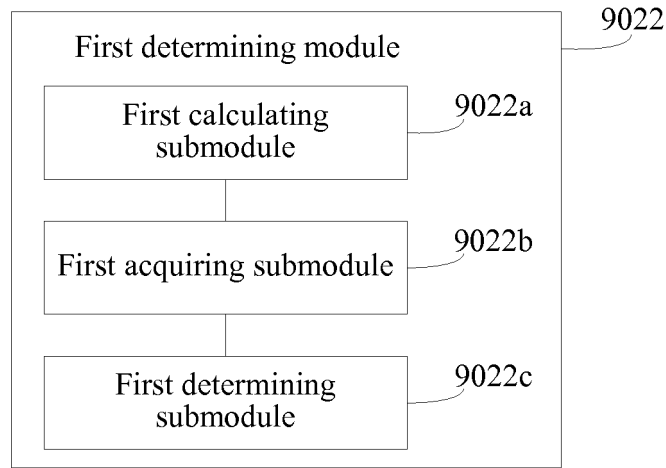 9022
First determining module
First calculating
submodule
9022a
First acquiring submodule
9022b
First determining
submodule
9022c